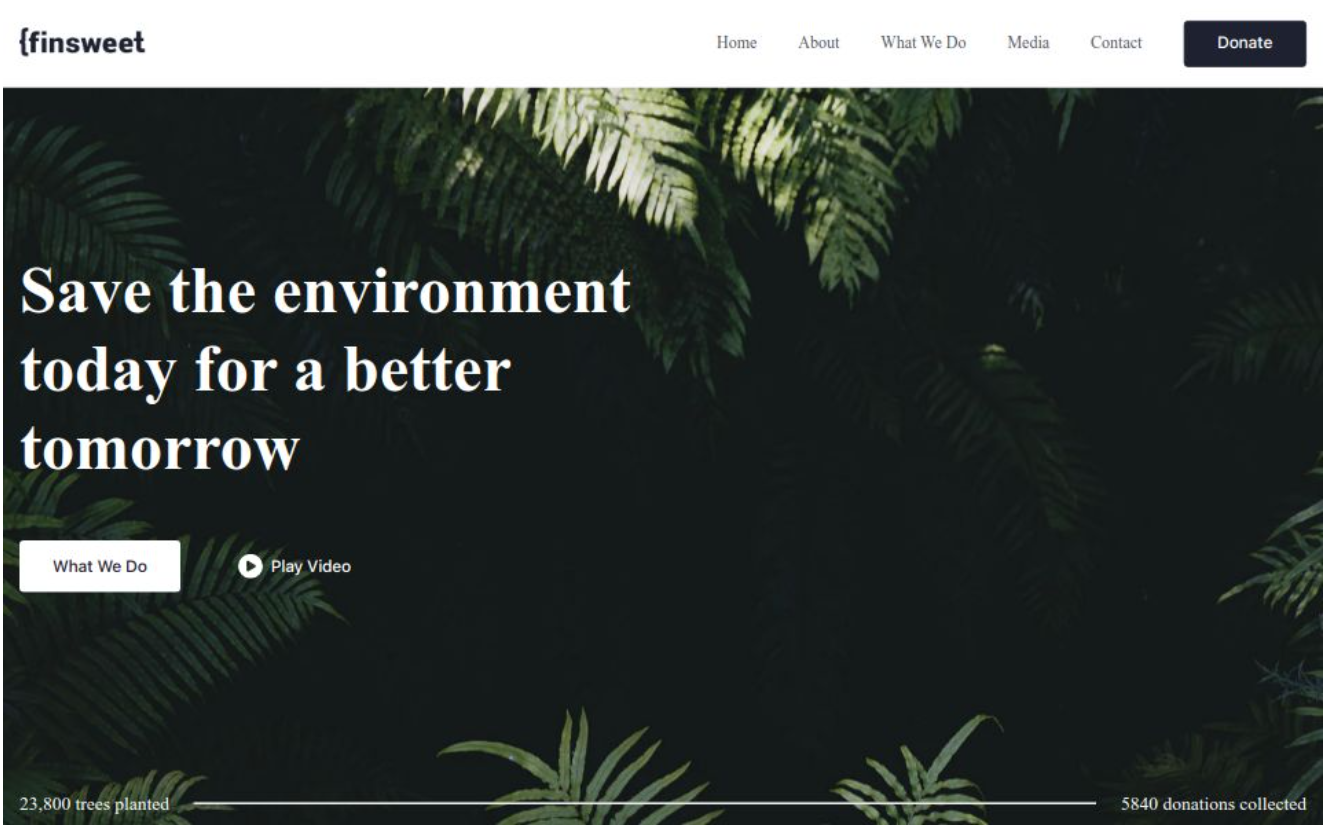 {finsweet
Home About What We Do Media Contact Donate
Save the environment
today for a better
tomorrow
What We Do Play Video
23,800 trees planted 5840 donations collected